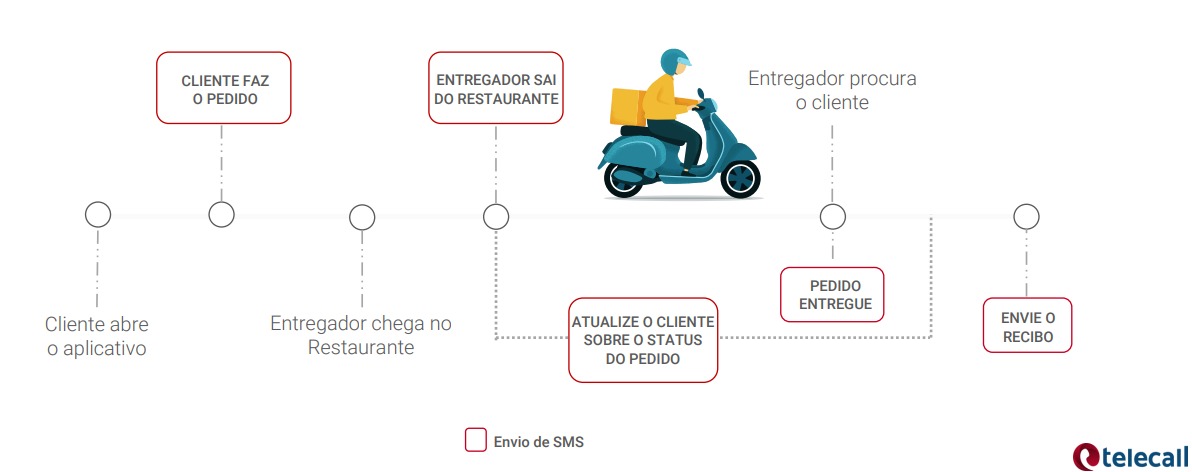 CLIENTE FAZ
O PEDIDO
ENTREGADOR SAI
DO RESTAURANTE
Entregador procura
o cliente
Cliente abre
o aplicativo
Entregador chega no
Restaurante
ATUALIZE O CLIENTE
SOBRE O STATUS
DO PEDIDO
PEDIDO
ENTREGUE
ENVIE O
RECIBO
Envio de SMS
telecall